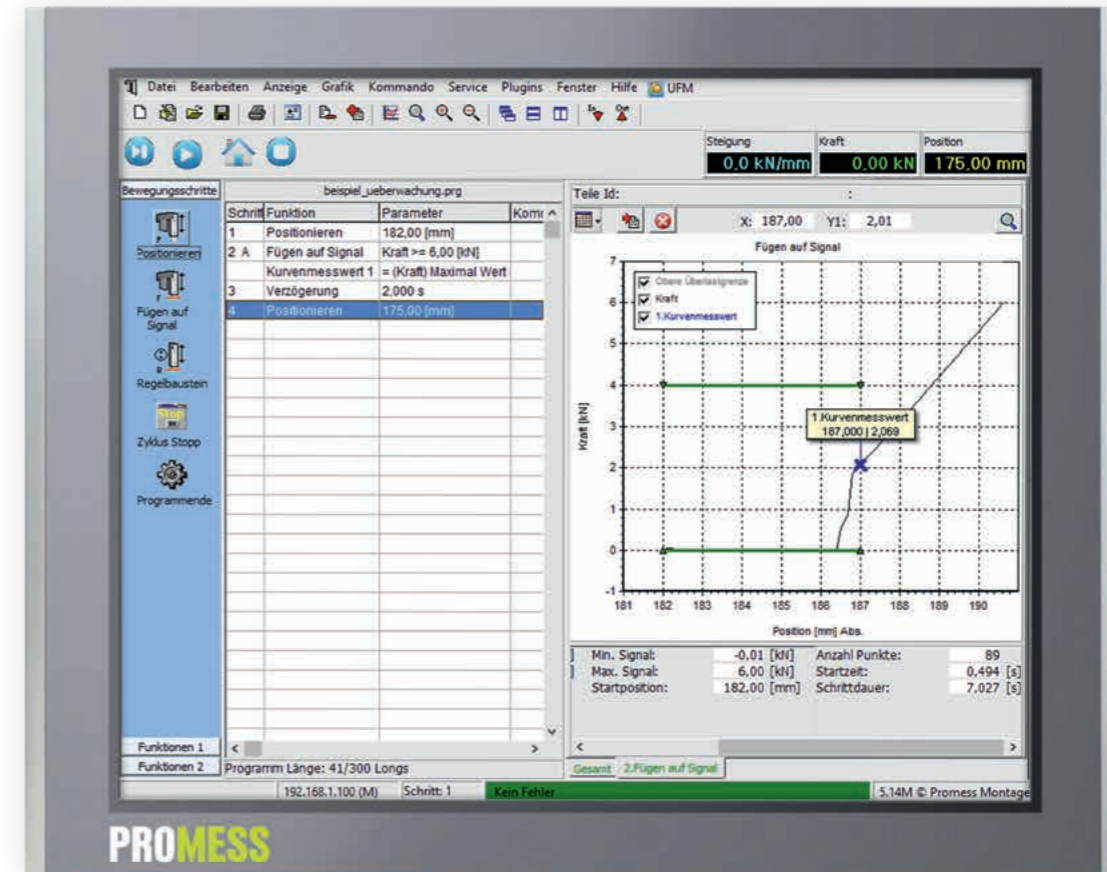 Datei Bearbeiten Anzeige Grafik Kommando Service Plugins Fenster Hilfe UFM
Steigung Kraft Position
0,0 kN/mm 0,00 kN 175,00 mm
Bewegungsschritte
Positionieren
Fügen auf
Signal
Regelbaustein
Stop
Zyklus Stopp
Programmende
Funktionen 1
Funktionen 2
beispiel_ueberwachung.prg
Schritt Funktion Parameter Komm
1 Positionieren 182,00 [mm]
2 A Fügen auf Signal Kraft >= 6,00 [kN]
Kurvenmesswert 1 = (Kraft) Maximal Wert
3 Verzögerung 2,000 s
4 Positionieren 175,00 [mm]
Programm Länge: 41/300 Longs
Teile Id: :
X: 187,00 Y1: 2,01
Fügen auf Signal
Obere Überlastgrenze
Kraft
1.Kurvenmesswert
7
6
5
4
3
2
1
0
-1
Kraft [kN]
1.Kurvenmesswert
187,000 | 2,069
181 182 183 184 185 186 187 188 189 190
Position [mm] Abs.
Min. Signal: -0,01 [kN] Anzahl Punkte: 89
Max. Signal: 6,00 [kN] Startzeit: 0,494 [s]
Startposition: 182,00 [mm] Schrittdauer: 7,027 [s]
Gesamt 2.Fügen auf Signal
192.168.1.100 (M) Schritt: 1 Kein Fehler 5.14M © Promess Montage
PROMESS